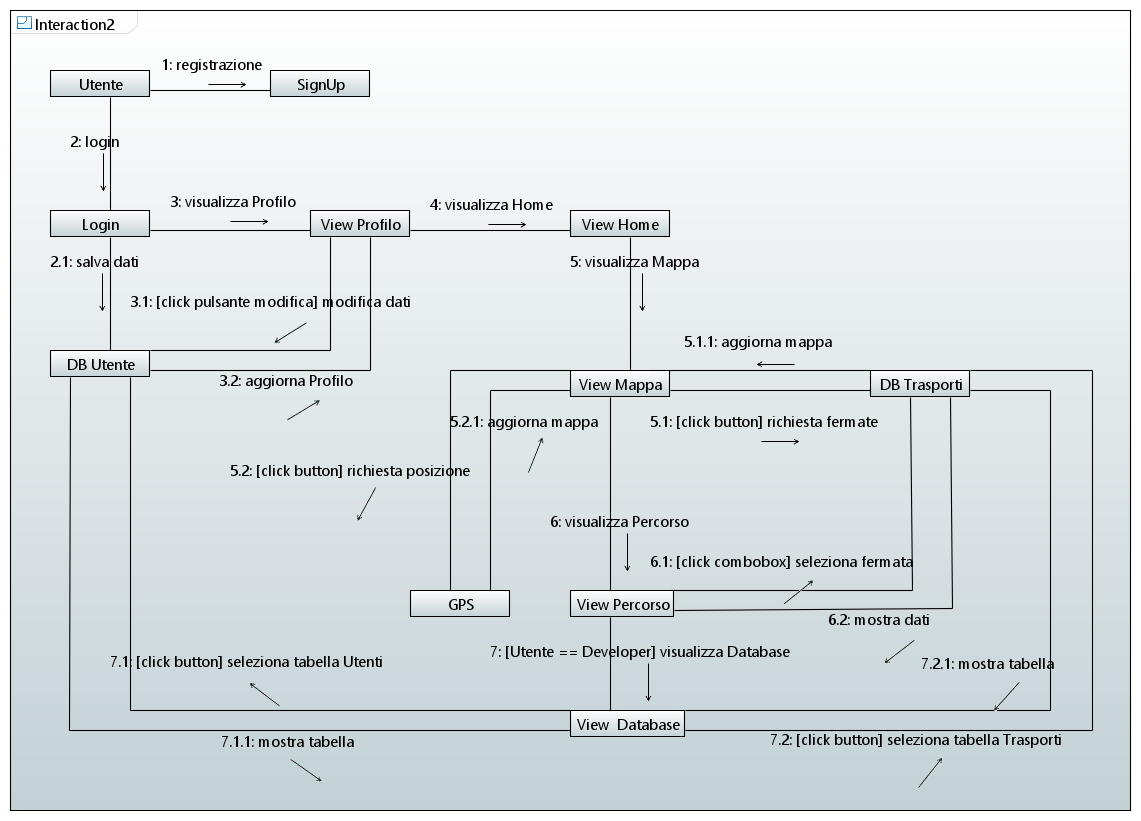 Interaction2
1: registrazione
Utente
SignUp
2: login
3: visualizza Profilo
4: visualizza Home
Login
View Profilo
View Home
2.1: salva dati
5: visualizza Mappa
3.1: [click pulsante modifica] modifica dati
5.1.1: aggiorna mappa
DB Utente
3.2: aggiorna Profilo
View Mappa
DB Trasporti
5.2.1: aggiorna mappa
5.1: [click button] richiesta fermate
5.2: [click button] richiesta posizione
6: visualizza Percorso
6.1: [click combobox] seleziona fermata
GPS
View Percorso
6.2: mostra dati
7: [Utente == Developer] visualizza Database
7.1: [click button] seleziona tabella Utenti
7.2.1: mostra tabella
View Database
7.1.1: mostra tabella
7.2: [click button] seleziona tabella Trasporti